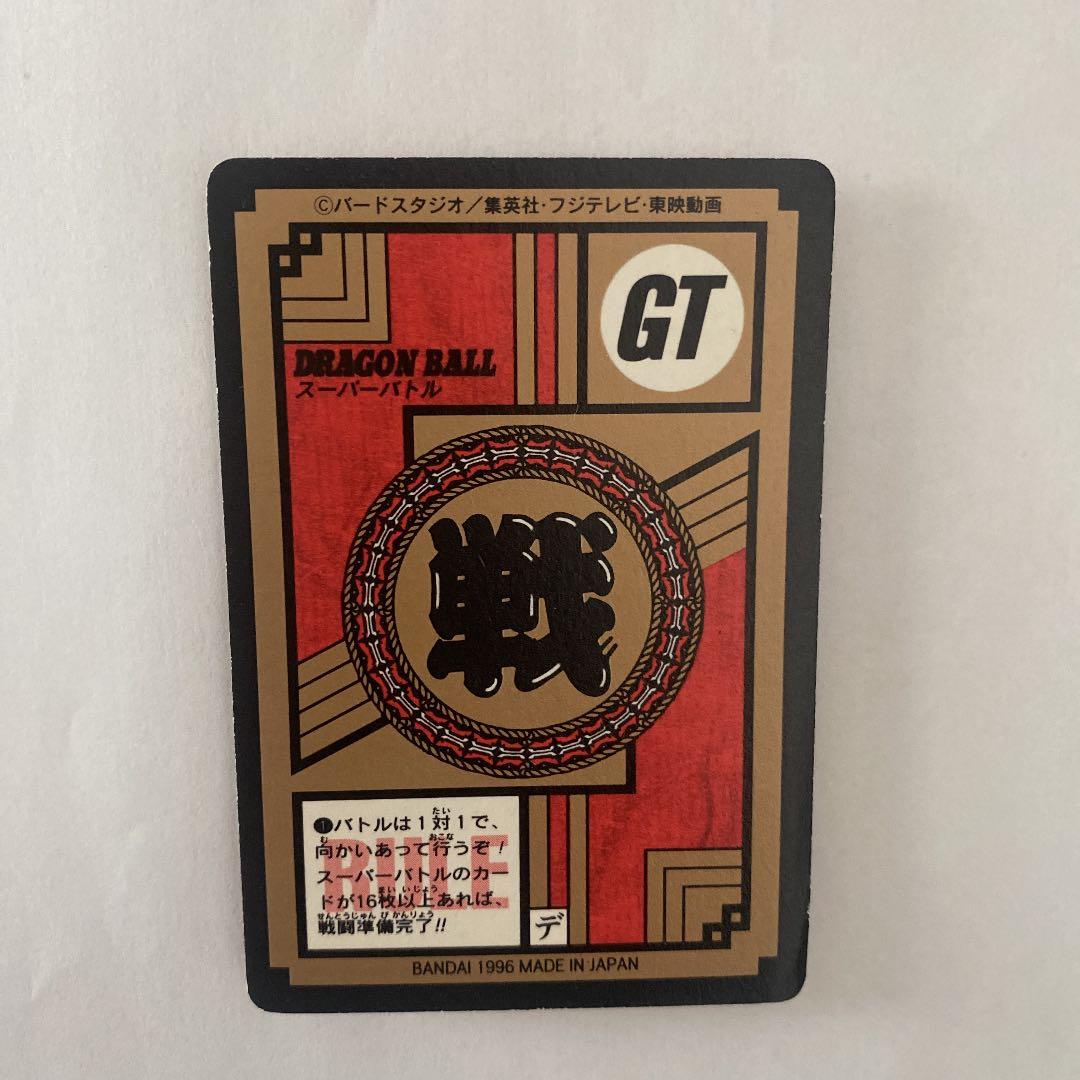 ©バードスタジオ／集英社・フジテレビ・東映動画
GT
DRAGON BALL
スーパーバトル
戦
RULE
❶バトルは1対1で、
向かいあって行うぞ！
スーパーバトルのカー
ドが16枚以上あれば、
戦闘準備完了!!
デ
BANDAI 1996 MADE IN JAPAN